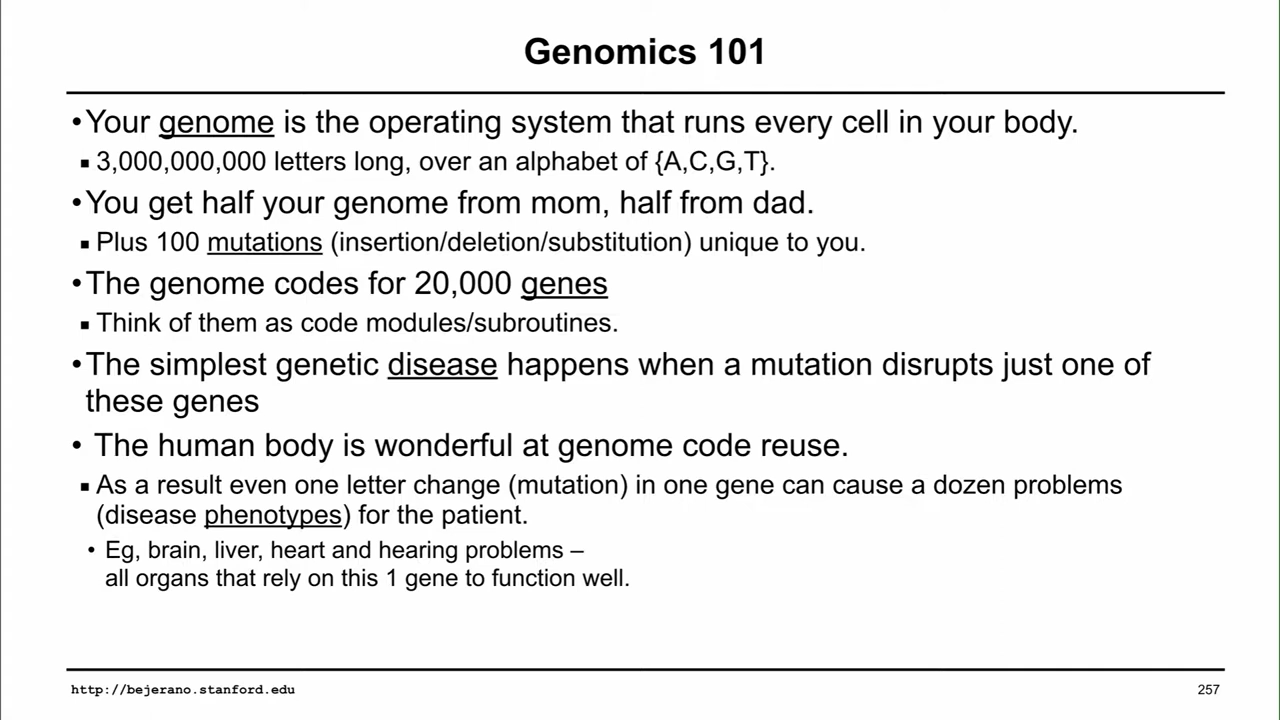 Genomics 101
•Your genome is the operating system that runs every cell in your body.
▪ 3,000,000,000 letters long, over an alphabet of {A,C,G,T}.
•You get half your genome from mom, half from dad.
▪ Plus 100 mutations (insertion/deletion/substitution) unique to you.
•The genome codes for 20,000 genes
▪ Think of them as code modules/subroutines.
•The simplest genetic disease happens when a mutation disrupts just one of
these genes
• The human body is wonderful at genome code reuse.
▪ As a result even one letter change (mutation) in one gene can cause a dozen problems
(disease phenotypes) for the patient.
• Eg, brain, liver, heart and hearing problems –
all organs that rely on this 1 gene to function well.
http://bejerano.stanford.edu
257